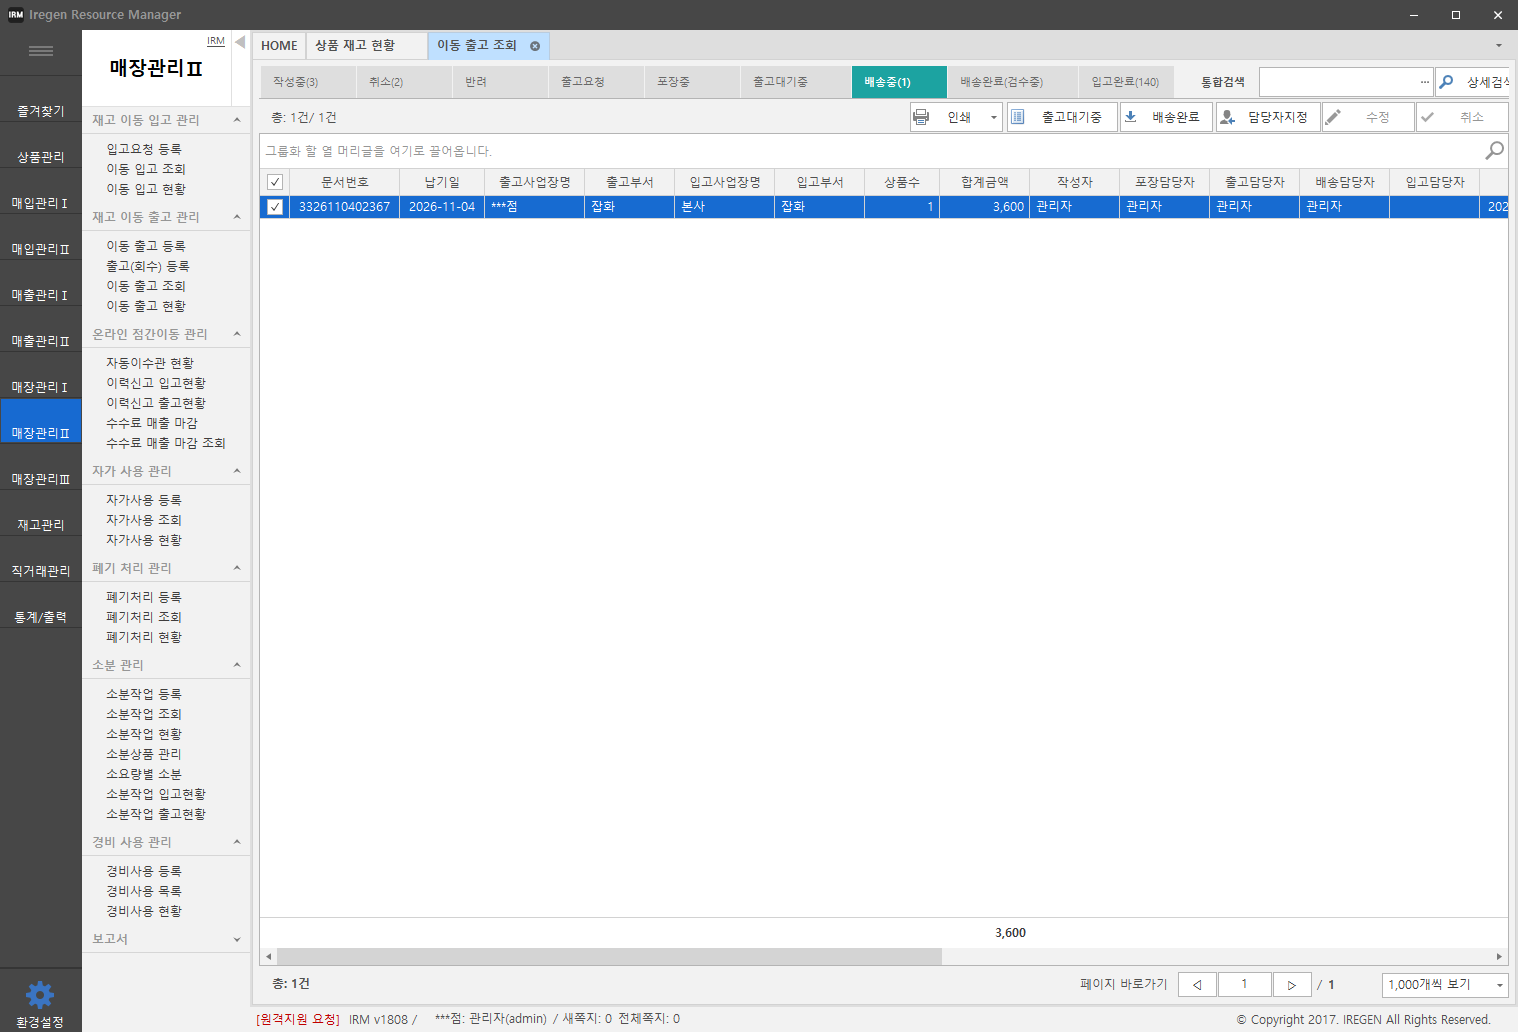 IRM Iregen Resource Manager
즐겨찾기
상품관리
매입관리 I
매입관리 II
매출관리 I
매출관리 II
매장관리 I
매장관리 II
매장관리 III
재고관리
직거래관리
통계/출력
환경설정
IRM
매장관리 II
재고 이동 입고 관리
입고요청 등록
이동 입고 조회
이동 입고 현황
재고 이동 출고 관리
이동 출고 등록
출고(회수) 등록
이동 출고 조회
이동 출고 현황
온라인 점간이동 관리
자동이수관 현황
이력신고 입고현황
이력신고 출고현황
수수료 매출 마감
수수료 매출 마감 조회
자가 사용 관리
자가사용 등록
자가사용 조회
자가사용 현황
폐기 처리 관리
폐기처리 등록
폐기처리 조회
폐기처리 현황
소분 관리
소분작업 등록
소분작업 조회
소분작업 현황
소분상품 관리
소요량별 소분
소분작업 입고현황
소분작업 출고현황
경비 사용 관리
경비사용 등록
경비사용 목록
경비사용 현황
보고서
HOME 상품 재고 현황 이동 출고 조회
작성중(3) 취소(2) 반려 출고요청 포장중 출고대기중 배송중(1) 배송완료(검수중) 입고완료(140) 통합검색 ... 상세검색
총: 1건/ 1건 인쇄 출고대기중 배송완료 담당자지정 수정 취소
그룹화 할 열 머리글을 여기로 끌어옵니다.
문서번호 납기일 출고사업장명 출고부서 입고사업장명 입고부서 상품수 합계금액 작성자 포장담당자 출고담당자 배송담당자 입고담당자
3326110402367 2026-11-04 ***점 잡화 본사 잡화 1 3,600 관리자 관리자 관리자 관리자 202
3,600
총: 1건 페이지 바로가기 1 / 1 1,000개씩 보기
[원격지원 요청] IRM v1808 / ***점: 관리자(admin) / 새쪽지: 0 전체쪽지: 0 © Copyright 2017. IREGEN All Rights Reserved.